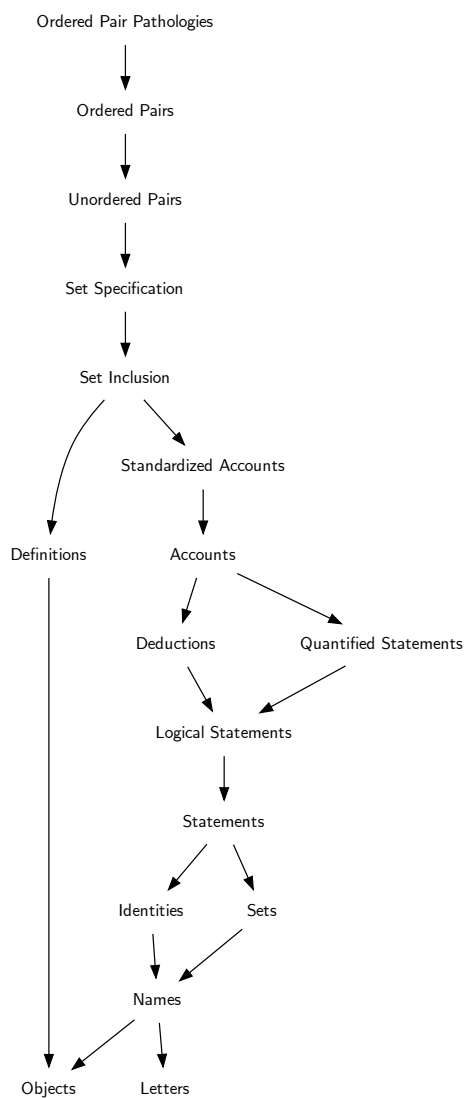 Ordered Pair Pathologies
Ordered Pairs
Unordered Pairs
Set Specification
Set Inclusion
Standardized Accounts
Definitions
Accounts
Deductions
Quantified Statements
Logical Statements
Statements
Identities
Sets
Names
Objects
Letters